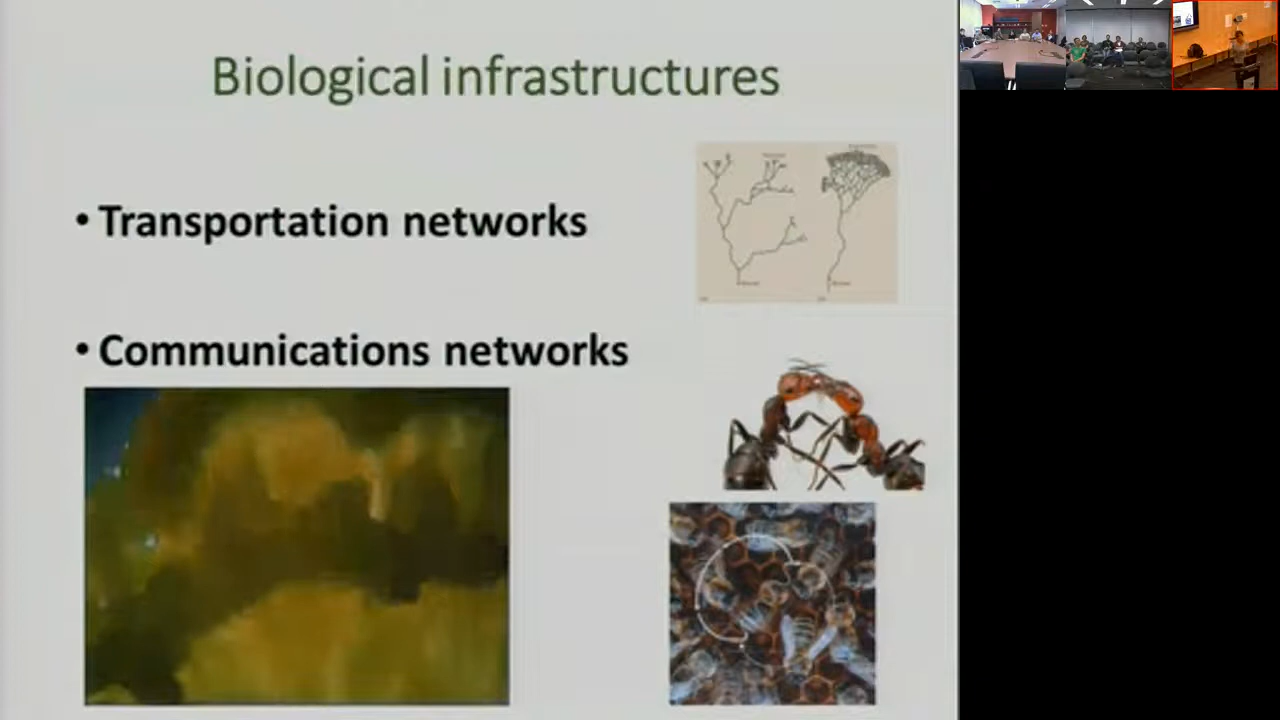 Biological infrastructures
• Transportation networks
• Communications networks